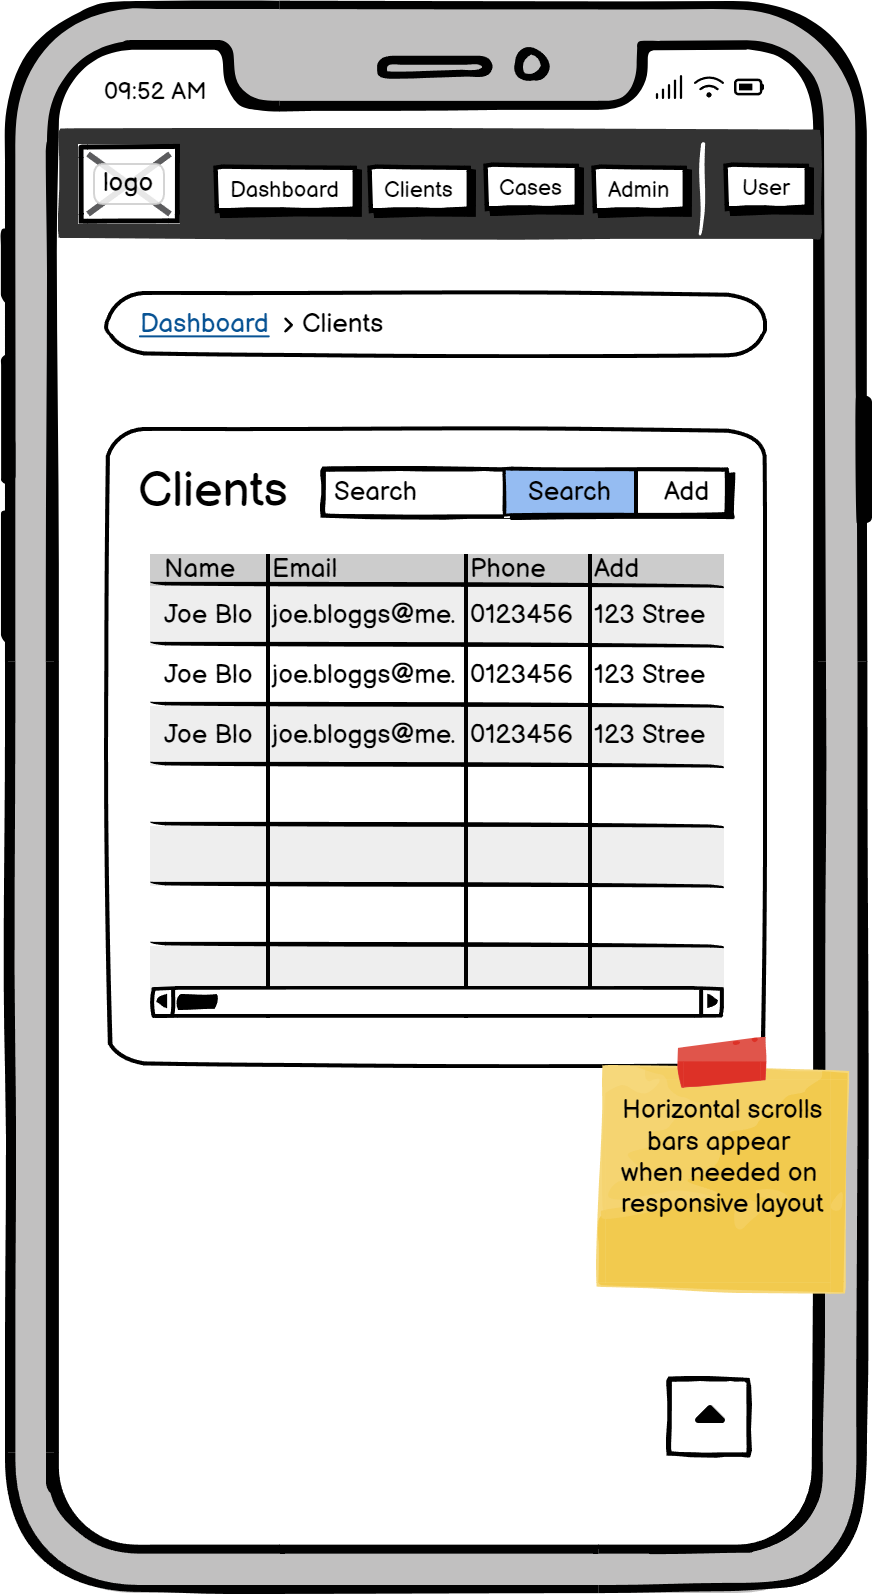 09:52 AM
logo
Dashboard Clients Cases Admin User
Dashboard > Clients
Clients Search Search Add
Name Email Phone Add
Joe Blo joe.bloggs@me. 0123456 123 Stree
Joe Blo joe.bloggs@me. 0123456 123 Stree
Joe Blo joe.bloggs@me. 0123456 123 Stree
Horizontal scrolls
bars appear
when needed on
responsive layout